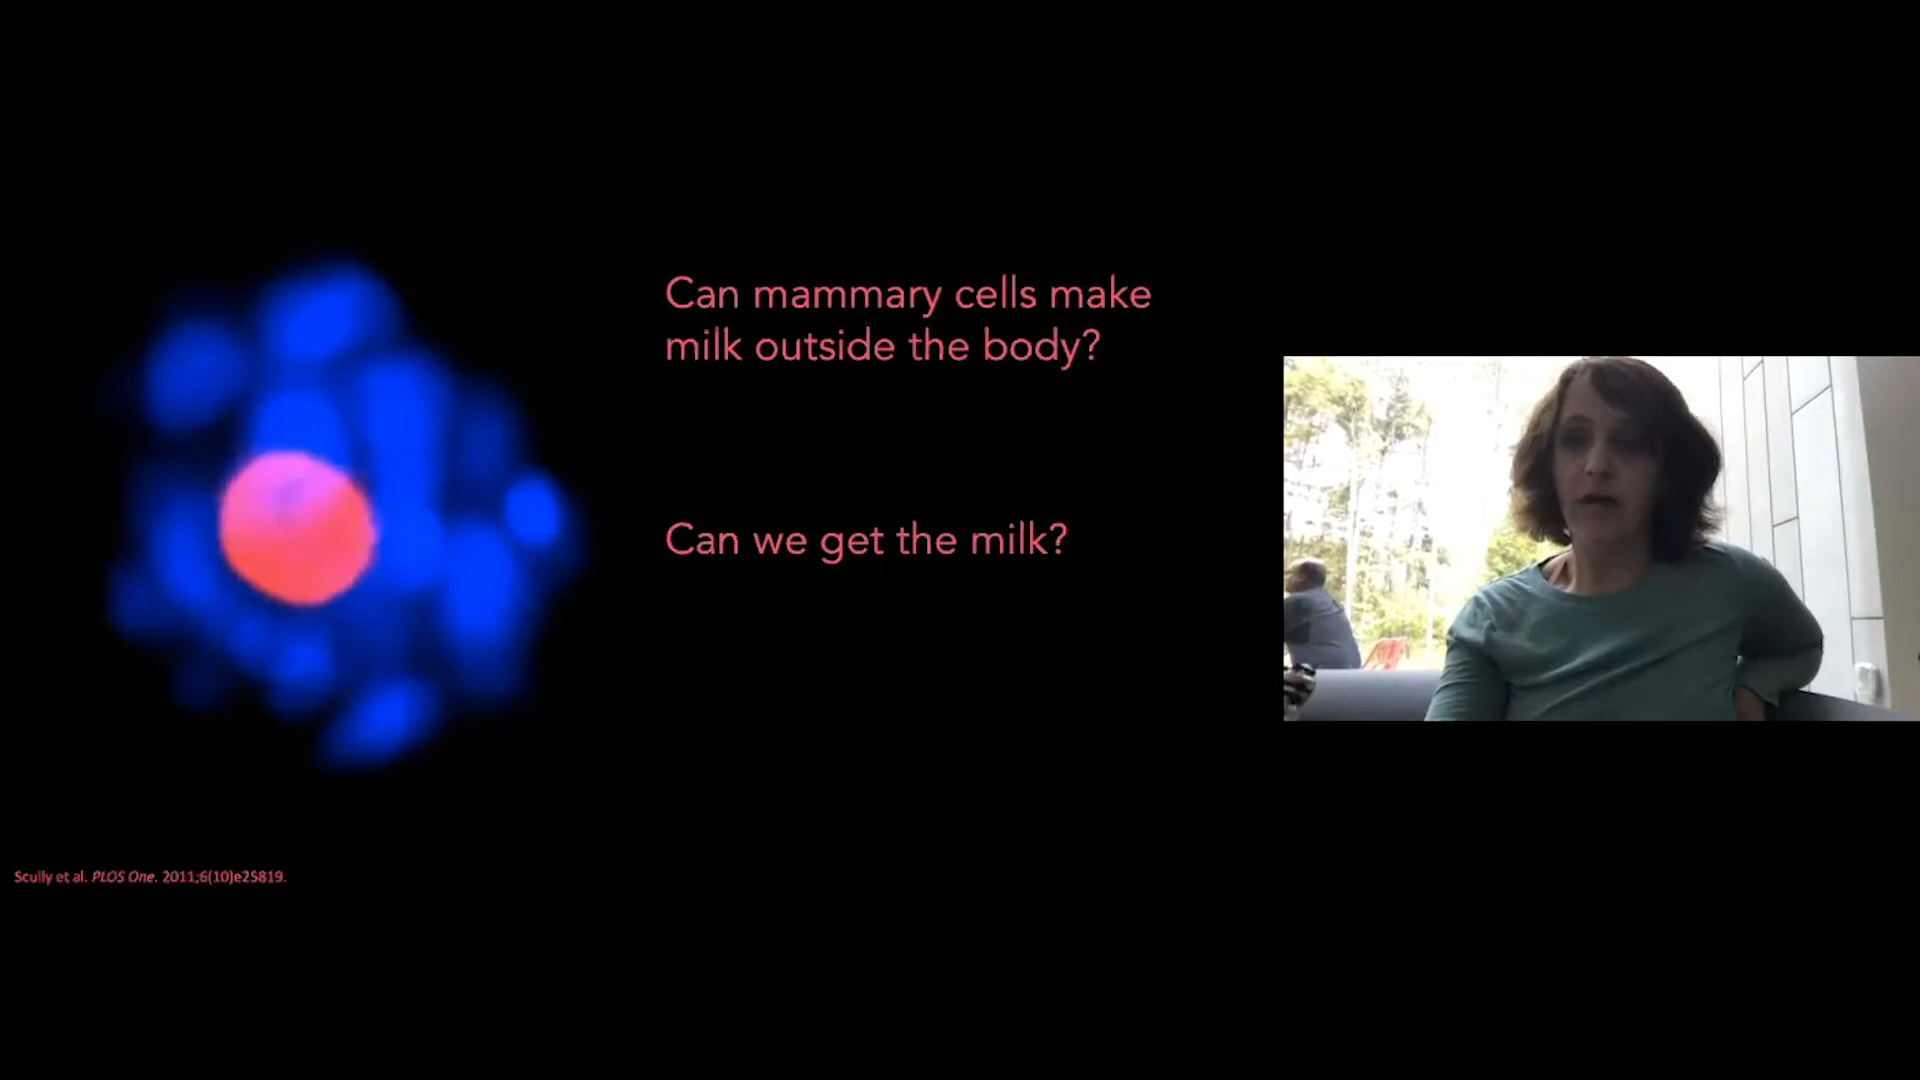 Can mammary cells make
milk outside the body?
Can we get the milk?
Scully et al. PLOS One. 2011;6(10)e25819.